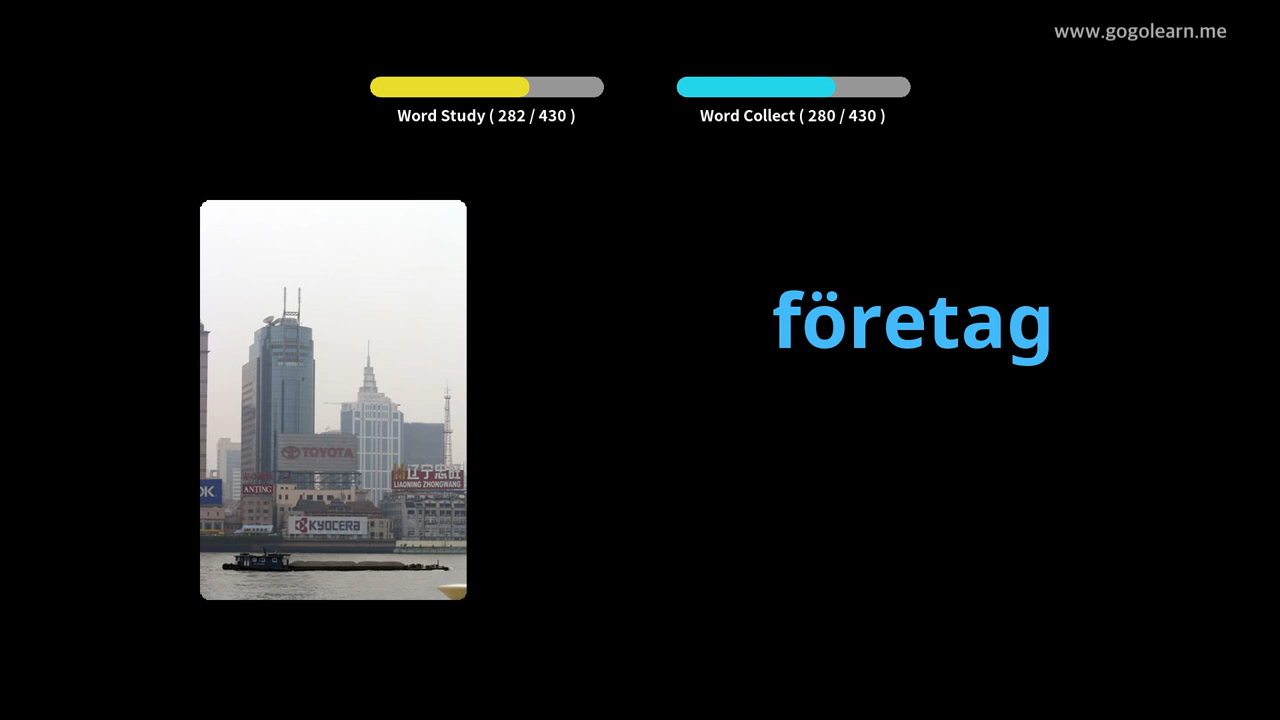 www.gogolearn.me
Word Study ( 282 / 430 )
Word Collect ( 280 / 430 )
företag
TOYOTA
辽宁忠旺
LIAONING ZHONGWANG
OK
ANTING
KYOCERA